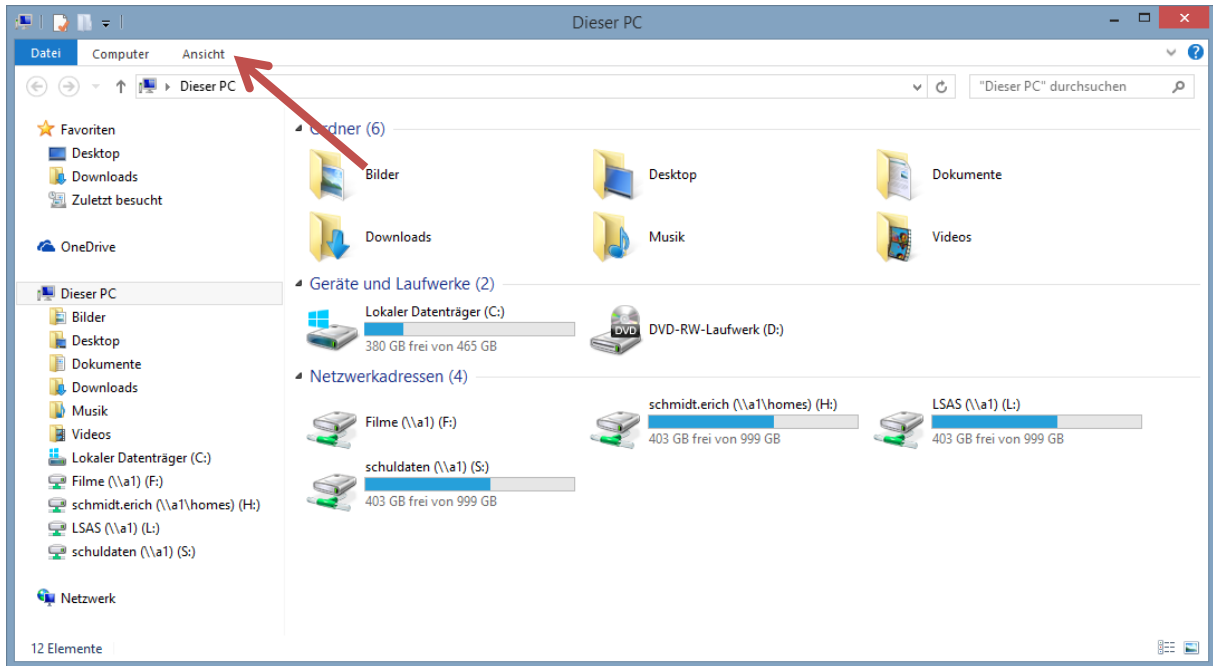 Dieser PC
Datei Computer Ansicht
Dieser PC "Dieser PC" durchsuchen
Favoriten
Desktop
Downloads
Zuletzt besucht
OneDrive
Dieser PC
Bilder
Desktop
Dokumente
Downloads
Musik
Videos
Lokaler Datenträger (C:)
Filme (\\a1) (F:)
schmidt.erich (\\a1\homes) (H:)
LSAS (\\a1) (L:)
schuldaten (\\a1) (S:)
Netzwerk
Ordner (6)
Bilder Desktop Dokumente
Downloads Musik Videos
Geräte und Laufwerke (2)
Lokaler Datenträger (C:)
380 GB frei von 465 GB
DVD
DVD-RW-Laufwerk (D:)
Netzwerkadressen (4)
Filme (\\a1) (F:)
schmidt.erich (\\a1\homes) (H:)
403 GB frei von 999 GB
LSAS (\\a1) (L:)
403 GB frei von 999 GB
schuldaten (\\a1) (S:)
403 GB frei von 999 GB
12 Elemente